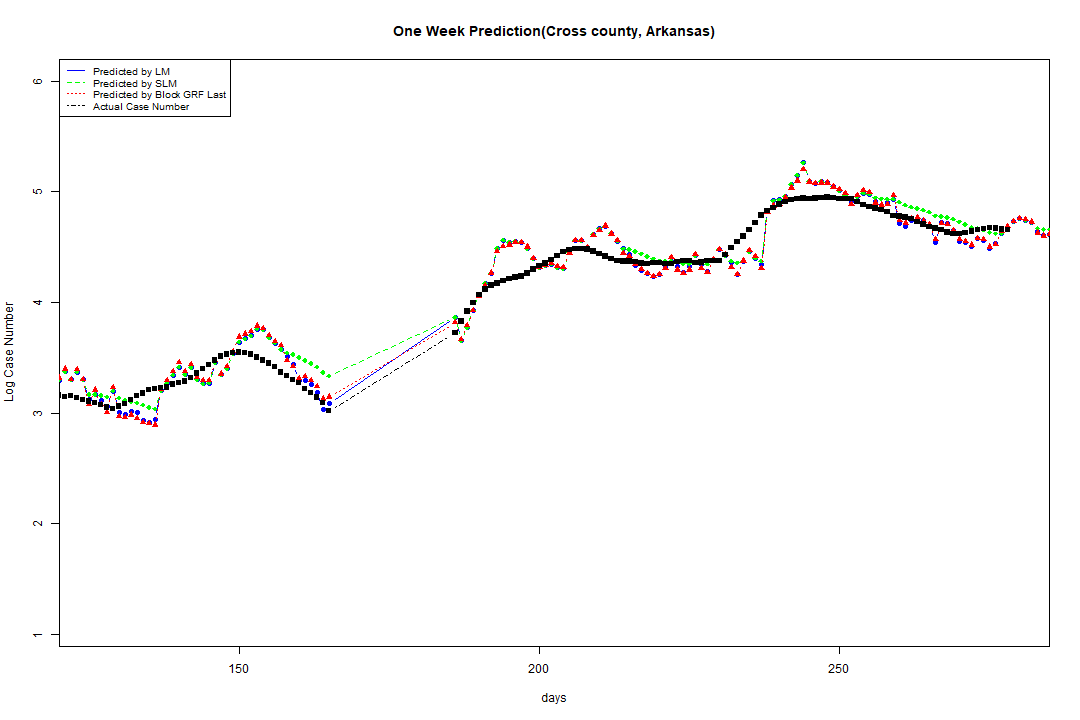 One Week Prediction(Cross county, Arkansas)
Predicted by LM
Predicted by SLM
Predicted by Block GRF Last
Actual Case Number
6
5
4
3
2
1
Log Case Number
150
200
250
days